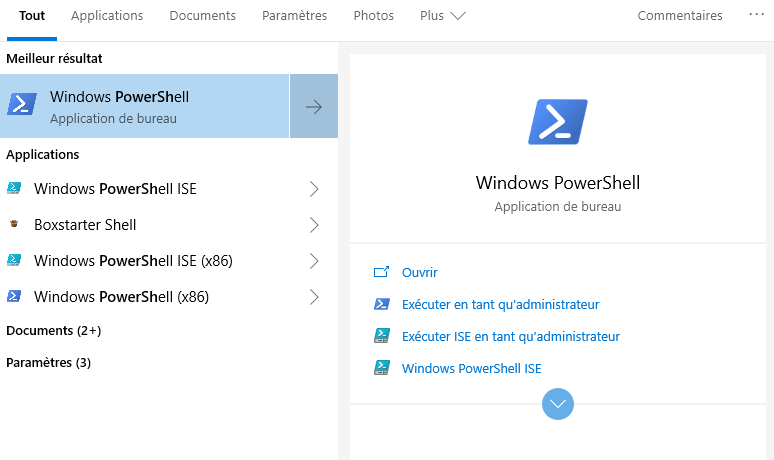 Tout Applications Documents Paramètres Photos Plus Commentaires ...
Meilleur résultat
Windows PowerShell
Application de bureau
Applications
Windows PowerShell ISE
Boxstarter Shell
Windows PowerShell ISE (x86)
Windows PowerShell (x86)
Documents (2+)
Paramètres (3)
Windows PowerShell
Application de bureau
Ouvrir
Exécuter en tant qu'administrateur
Exécuter ISE en tant qu'administrateur
Windows PowerShell ISE